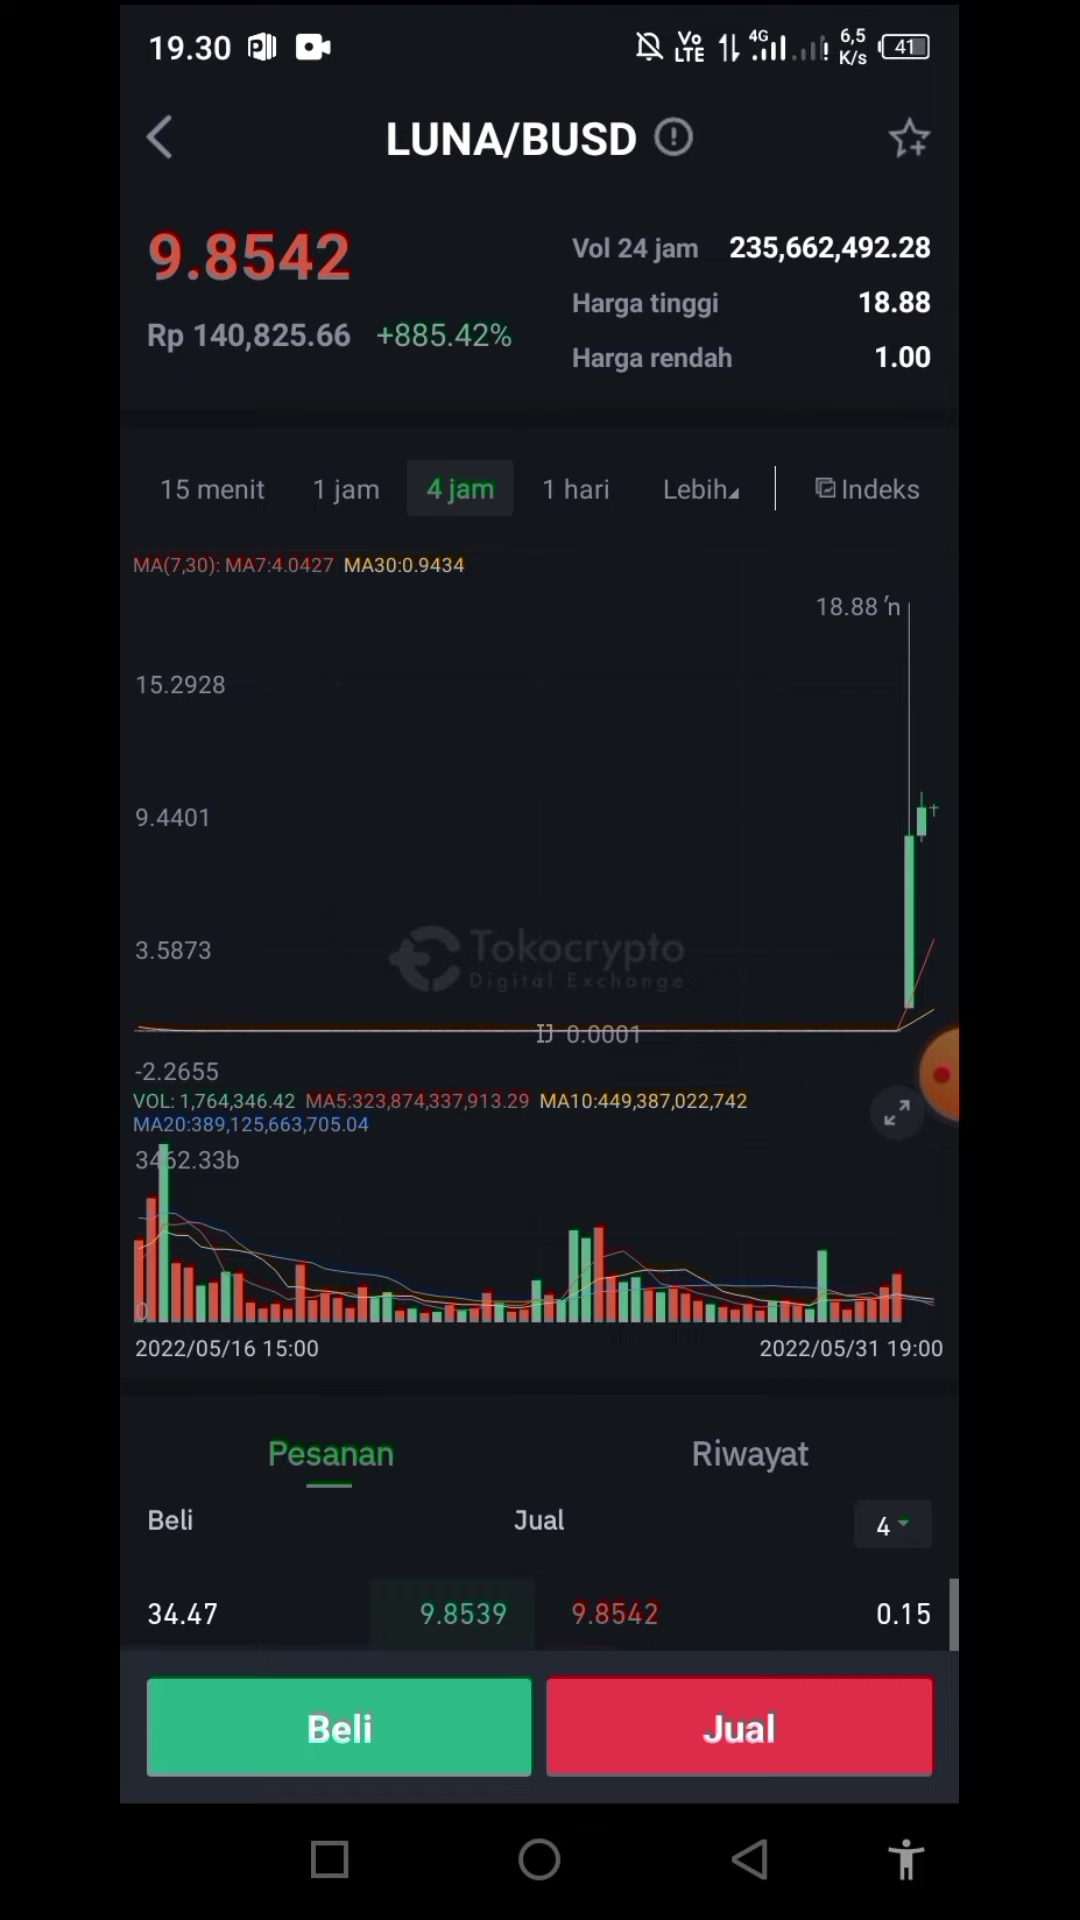 19.30 Vo LTE 4G 6,5 K/s 41
LUNA/BUSD
9.8542
Rp 140,825.66 +885.42%
Vol 24 jam 235,662,492.28
Harga tinggi 18.88
Harga rendah 1.00
15 menit 1 jam 4 jam 1 hari Lebih Indeks
MA(7,30): MA7:4.0427 MA30:0.9434
18.88
15.2928
9.4401
3.5873
Tokocrypto
Digital Exchange
0.0001
-2.2655
VOL: 1,764,346.42 MA5:323,874,337,913.29 MA10:449,387,022,742
MA20:389,125,663,705.04
3462.33b
0
2022/05/16 15:00 2022/05/31 19:00
Pesanan Riwayat
Beli Jual 4
34.47 9.8539 9.8542 0.15
Beli Jual